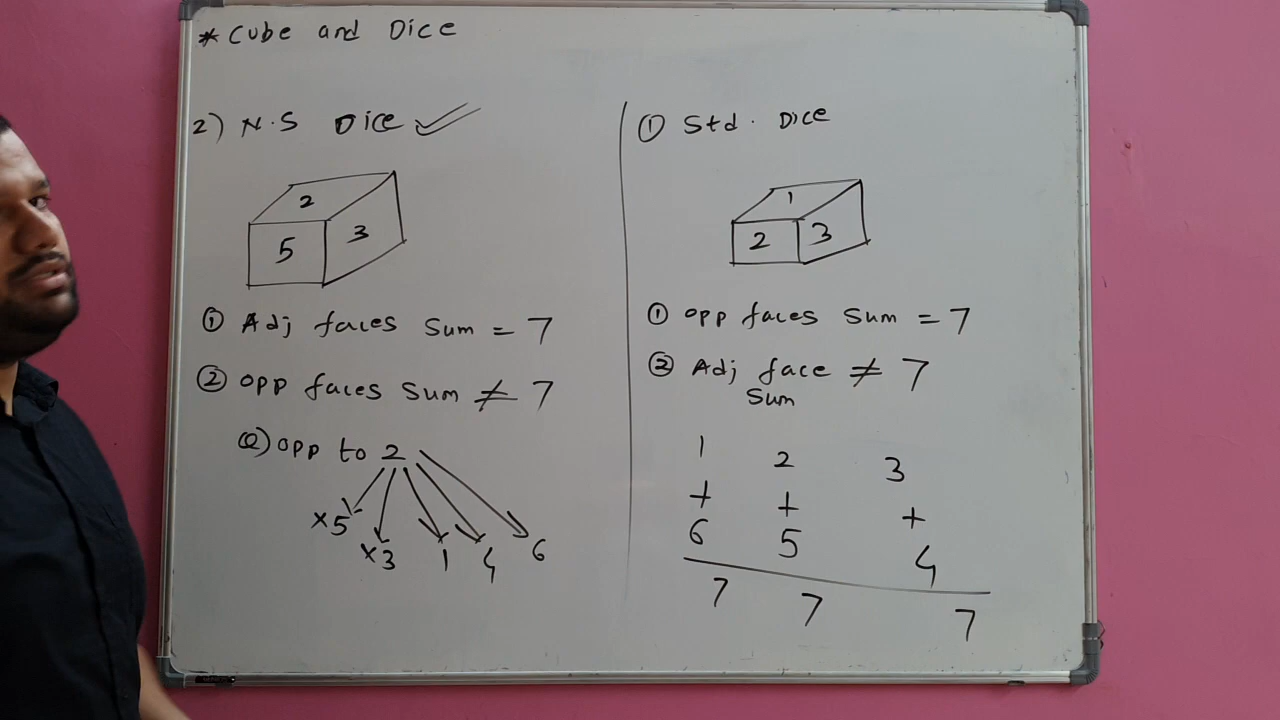 * Cube and Dice
2) N.S Dice
2
5 3
① Adj faces Sum = 7
② opp faces Sum ≠ 7
Q) opp to 2
×5 ×3 1 4 6
① Std. Dice
1
2 3
① opp faces Sum = 7
② Adj face ≠ 7
Sum
1 2 3
+ + +
6 5 4
7 7 7